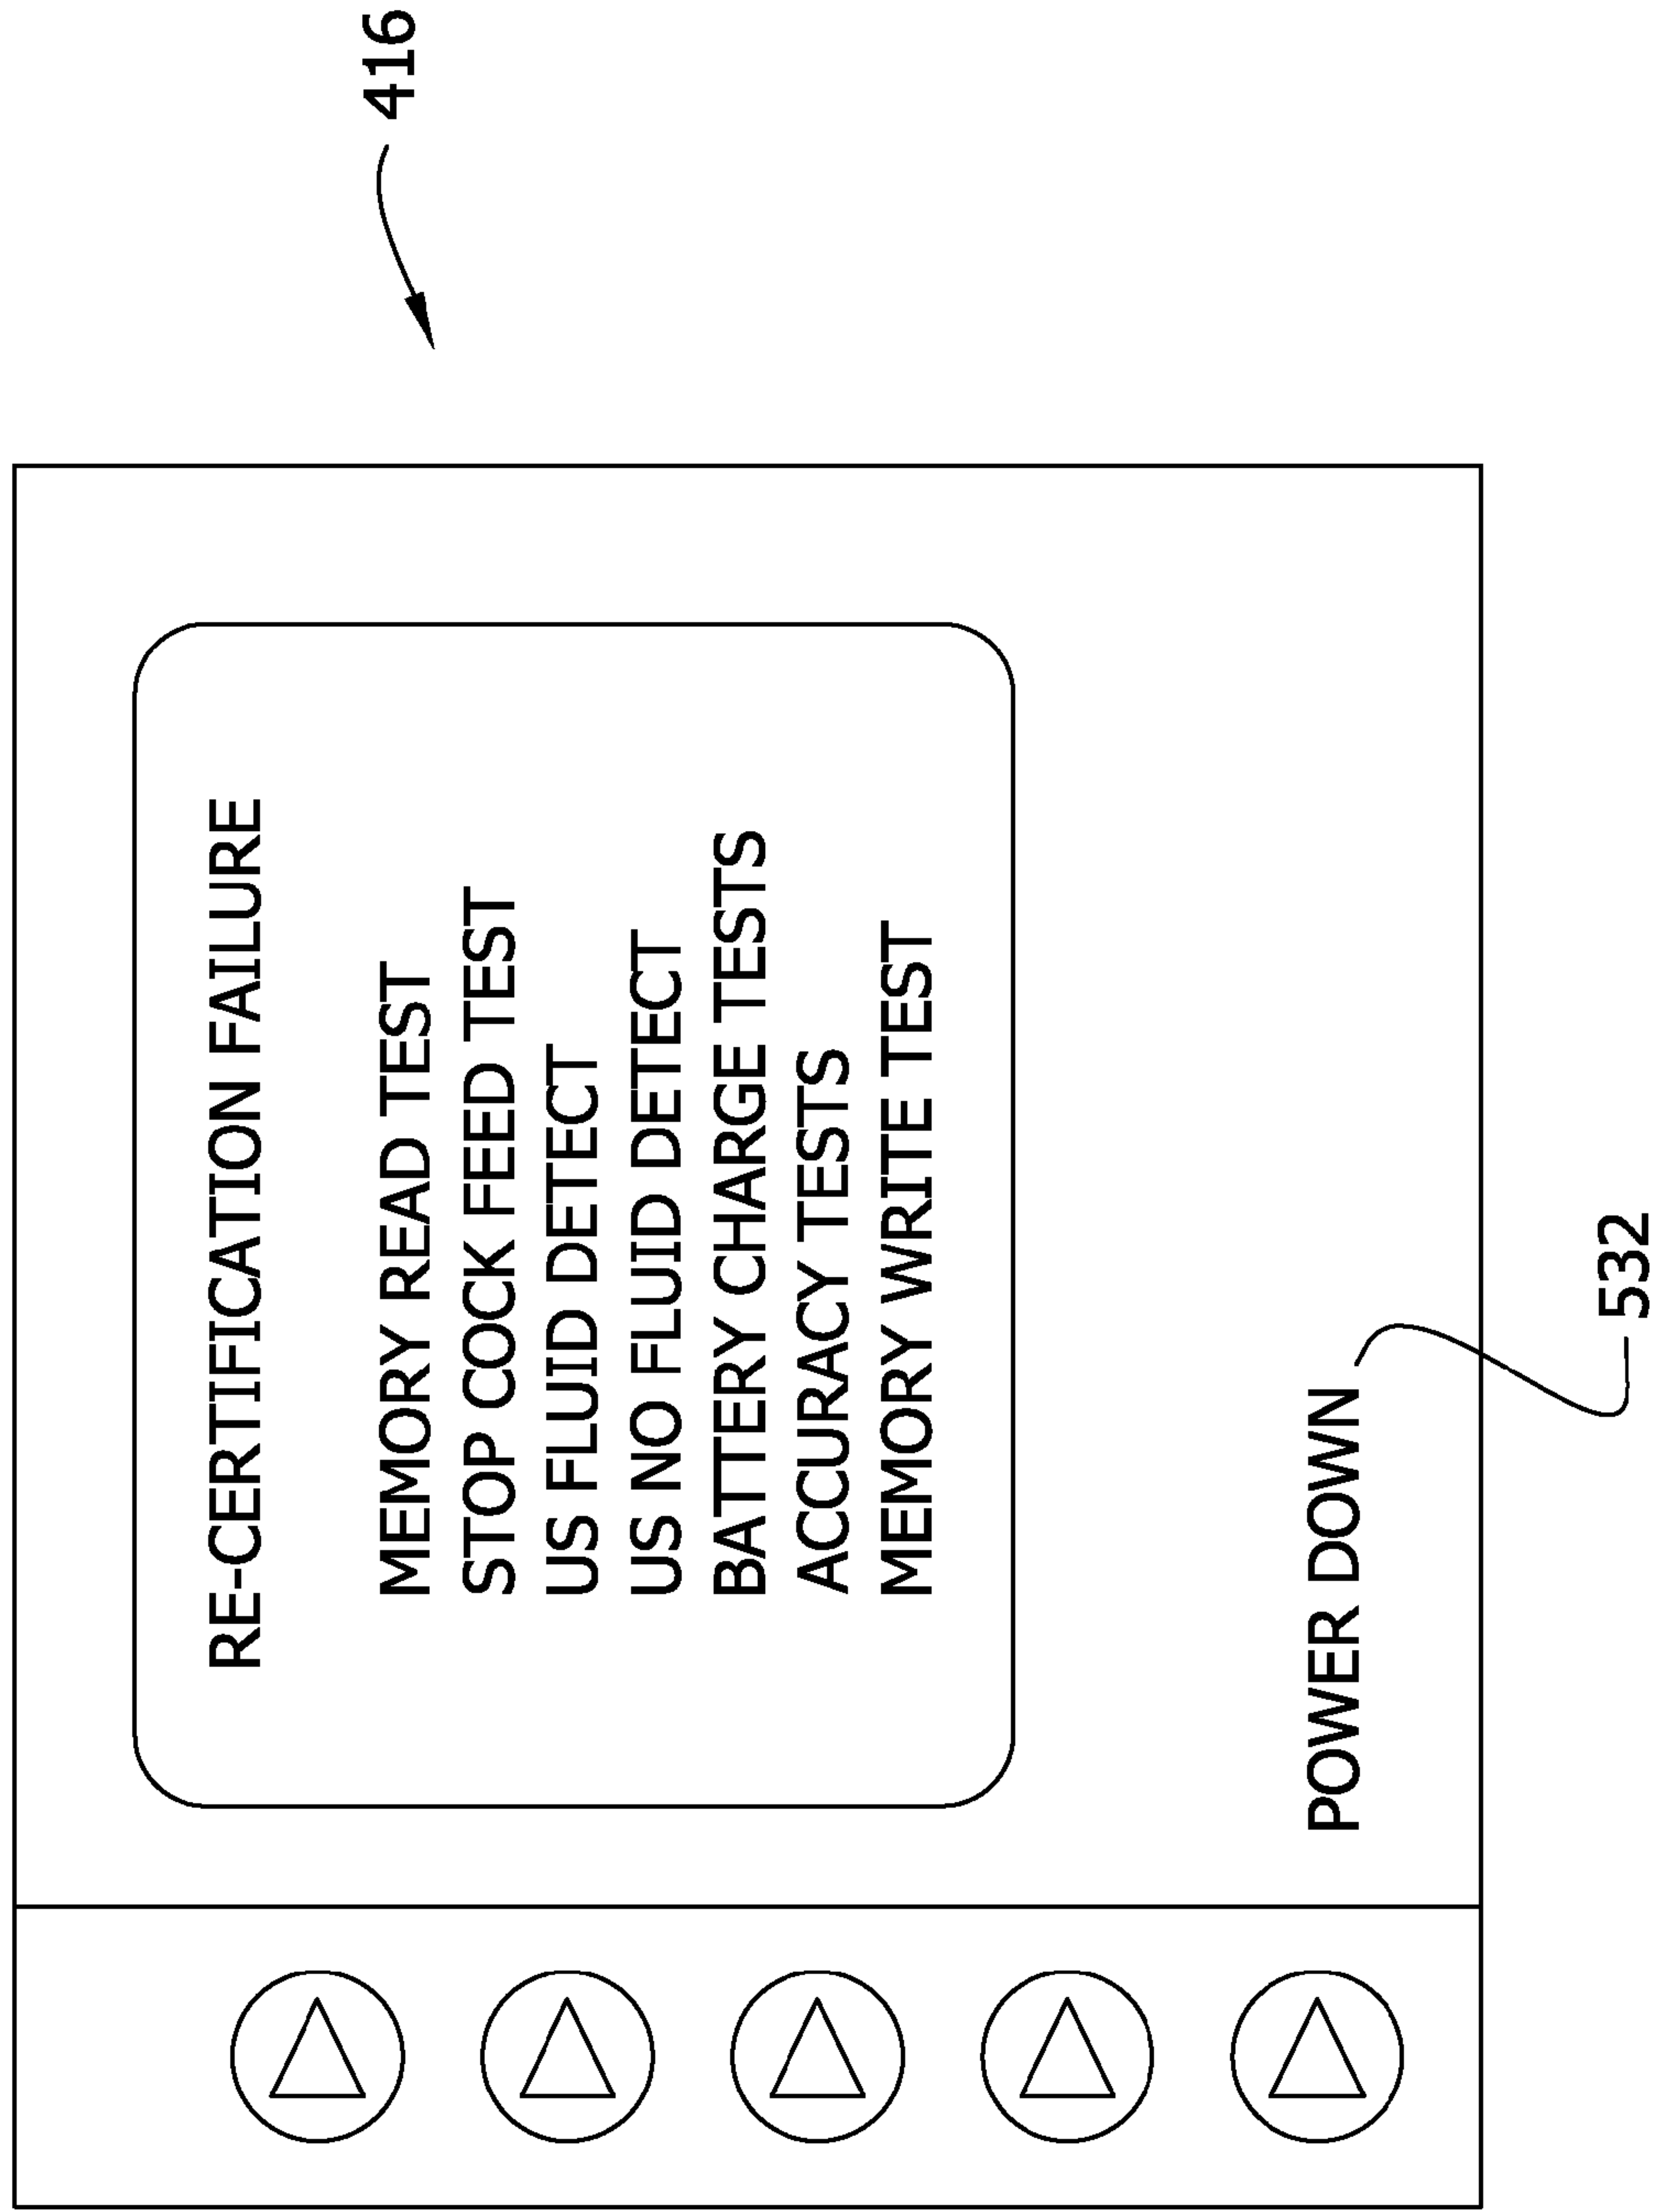 416
RE-CERTIFICATION FAILURE
MEMORY READ TEST
STOP COCK FEED TEST
US FLUID DETECT
US NO FLUID DETECT
BATTERY CHARGE TESTS
ACCURACY TESTS
MEMORY WRITE TEST
POWER DOWN
532